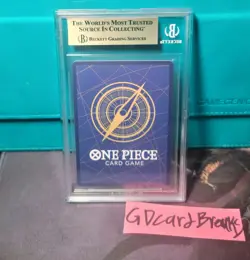 THE WORLD'S MOST TRUSTED
SOURCE IN COLLECTING
BECKETT GRADING SERVICES
ONE PIECE
CARD GAME
GDcardBreaks